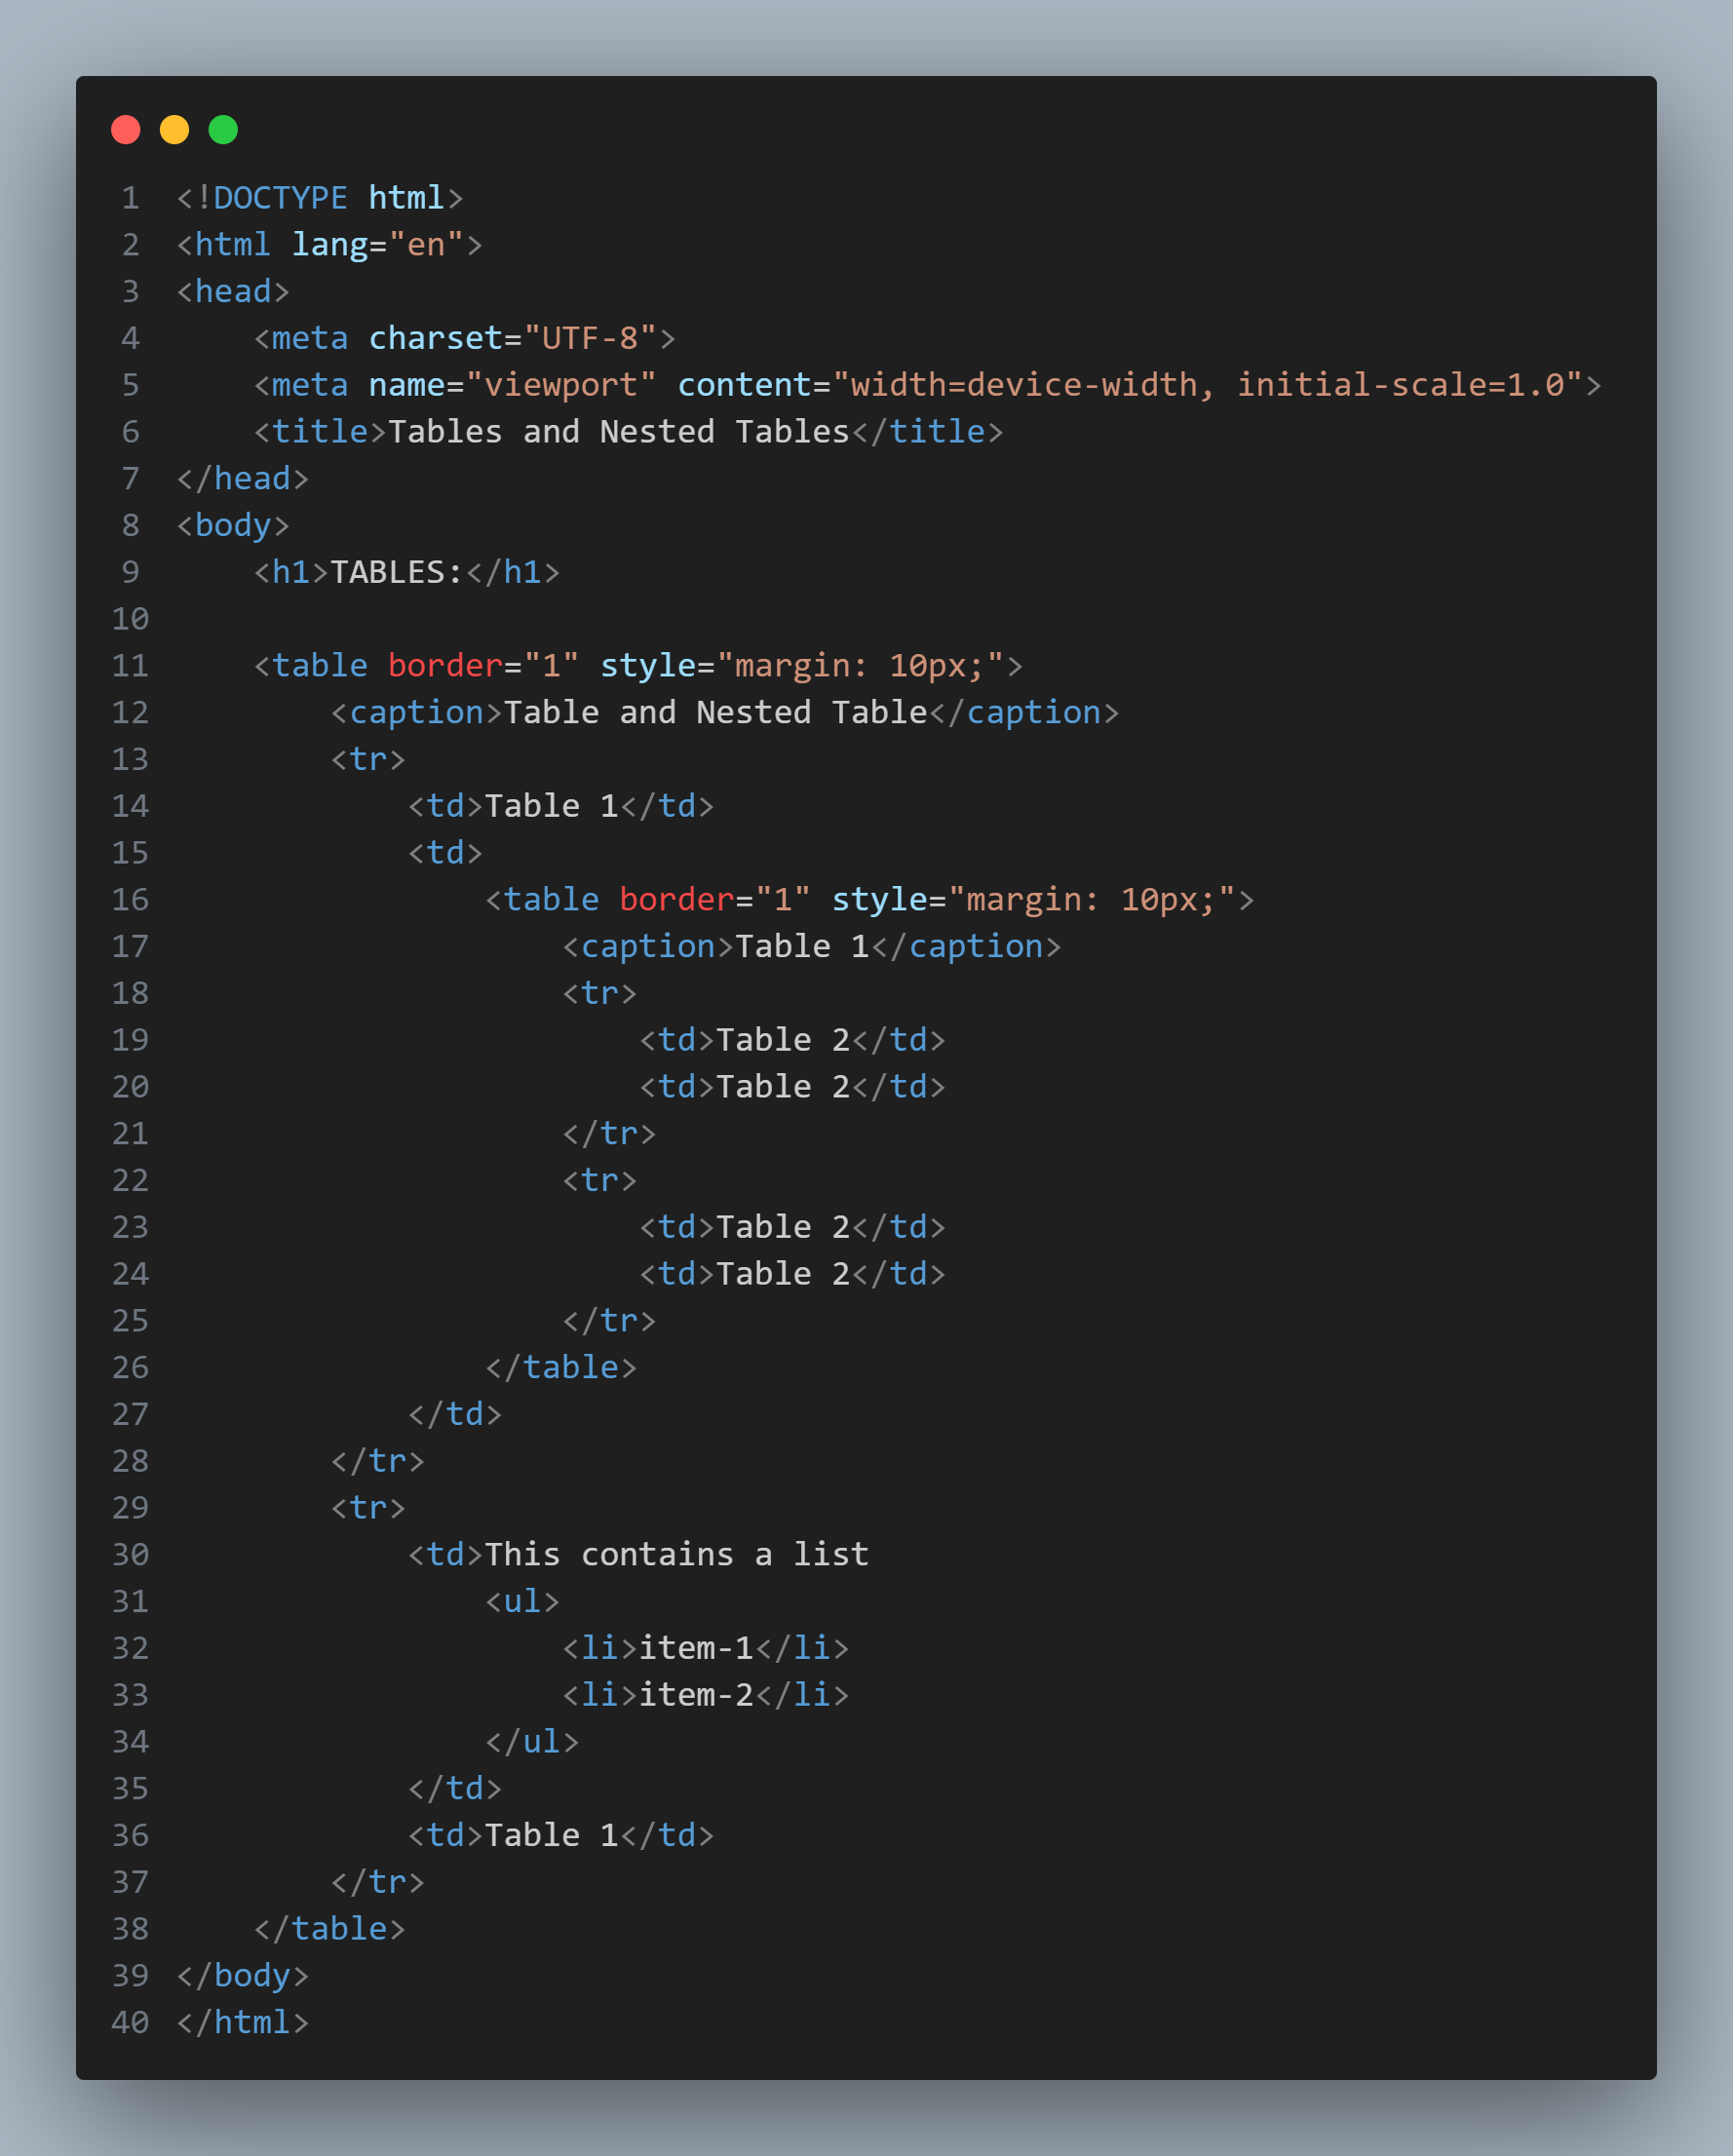 1 <!DOCTYPE html>
2 <html lang="en">
3 <head>
4     <meta charset="UTF-8">
5     <meta name="viewport" content="width=device-width, initial-scale=1.0">
6     <title>Tables and Nested Tables</title>
7 </head>
8 <body>
9     <h1>TABLES:</h1>
10
11     <table border="1" style="margin: 10px;">
12         <caption>Table and Nested Table</caption>
13         <tr>
14             <td>Table 1</td>
15             <td>
16                 <table border="1" style="margin: 10px;">
17                     <caption>Table 1</caption>
18                     <tr>
19                         <td>Table 2</td>
20                         <td>Table 2</td>
21                     </tr>
22                     <tr>
23                         <td>Table 2</td>
24                         <td>Table 2</td>
25                     </tr>
26                 </table>
27             </td>
28         </tr>
29         <tr>
30             <td>This contains a list
31                 <ul>
32                     <li>item-1</li>
33                     <li>item-2</li>
34                 </ul>
35             </td>
36             <td>Table 1</td>
37         </tr>
38     </table>
39 </body>
40 </html>